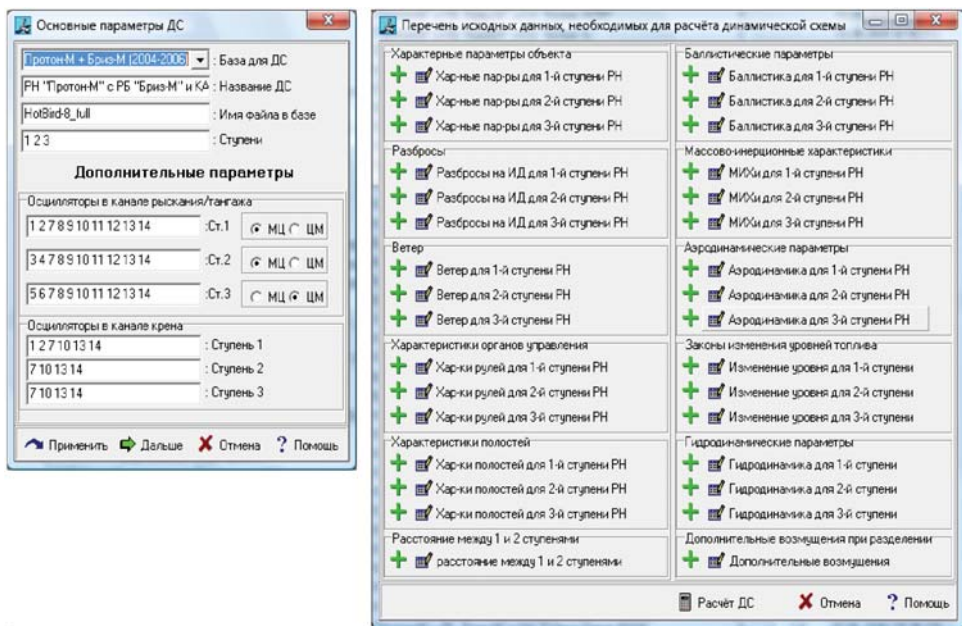 Основные параметры ДС
Протон-М + Бриз-М (2004-2006) : База для ДС
РН "Протон-М" с РБ "Бриз-М" и КА : Название ДС
HotBird-8_full : Имя файла в базе
1 2 3 : Ступени
Дополнительные параметры
Осцилляторы в канале рыскания/тангажа
1 2 7 8 9 10 11 12 13 14 :Ст.1 МЦ ЦМ
3 4 7 8 9 10 11 12 13 14 :Ст.2 МЦ ЦМ
5 6 7 8 9 10 11 12 13 14 :Ст.3 МЦ ЦМ
Осцилляторы в канале крена
1 2 7 10 13 14 : Ступень 1
7 10 13 14 : Ступень 2
7 10 13 14 : Ступень 3
Применить Дальше Отмена ? Помощь
Перечень исходных данных, необходимых для расчёта динамической схемы
Характерные параметры объекта
Хар-ные пар-ры для 1-й ступени РН
Хар-ные пар-ры для 2-й ступени РН
Хар-ные пар-ры для 3-й ступени РН
Разбросы
Разбросы на ИД для 1-й ступени РН
Разбросы на ИД для 2-й ступени РН
Разбросы на ИД для 3-й ступени РН
Ветер
Ветер для 1-й ступени РН
Ветер для 2-й ступени РН
Ветер для 3-й ступени РН
Характеристики органов управления
Хар-ки рулей для 1-й ступени РН
Хар-ки рулей для 2-й ступени РН
Хар-ки рулей для 3-й ступени РН
Характеристики полостей
Хар-ки полостей для 1-й ступени РН
Хар-ки полостей для 2-й ступени РН
Хар-ки полостей для 3-й ступени РН
Расстояние между 1 и 2 ступенями
расстояние между 1 и 2 ступенями
Баллистические параметры
Баллистика для 1-й ступени РН
Баллистика для 2-й ступени РН
Баллистика для 3-й ступени РН
Массово-инерционные характеристики
МИХи для 1-й ступени РН
МИХи для 2-й ступени РН
МИХи для 3-й ступени РН
Аэродинамические параметры
Аэродинамика для 1-й ступени РН
Аэродинамика для 2-й ступени РН
Аэродинамика для 3-й ступени РН
Законы изменения уровней топлива
Изменение уровня для 1-й ступени
Изменение уровня для 2-й ступени
Изменение уровня для 3-й ступени
Гидродинамические параметры
Гидродинамика для 1-й ступени
Гидродинамика для 2-й ступени
Гидродинамика для 3-й ступени
Дополнительные возмущения при разделении
Дополнительные возмушения
Расчёт ДС Отмена ? Помощь